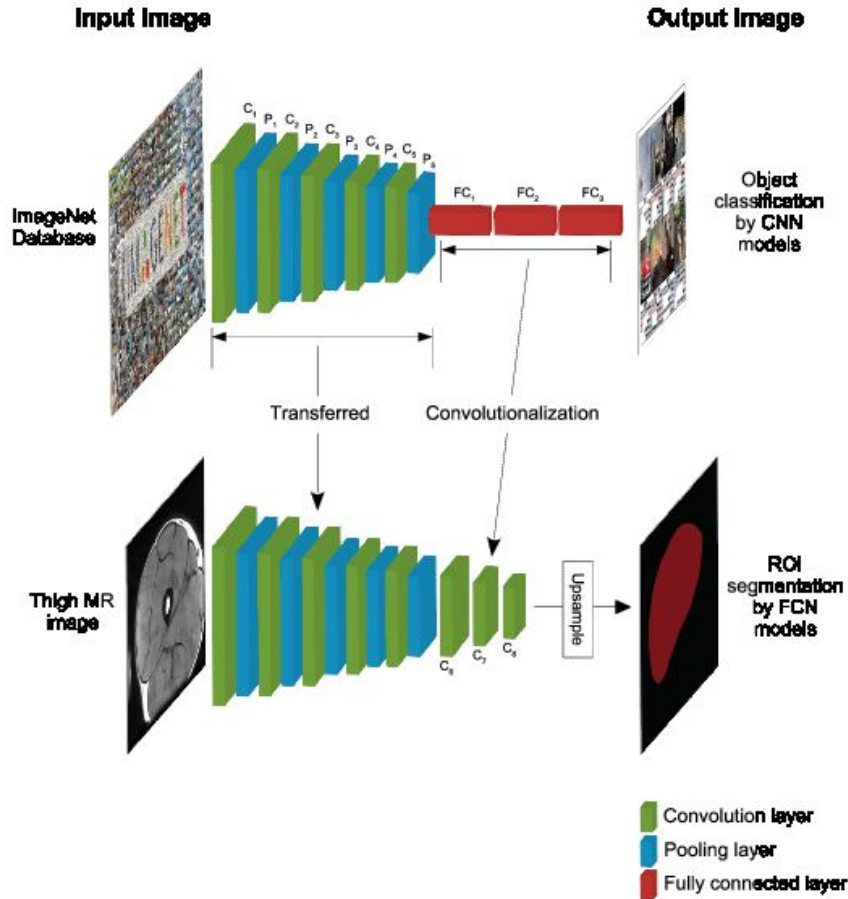 Input Image
Output Image
C1 P1 C2 P2 C3 P3 C4 P4 C5 P5
FC1 FC2 FC3
ImageNet
Database
Object
classification
by CNN
models
Transferred
Convolutionalization
Thigh MR
image
C6 C7 C8
Upsample
ROI
segmentation
by FCN
models
Convolution layer
Pooling layer
Fully connected layer